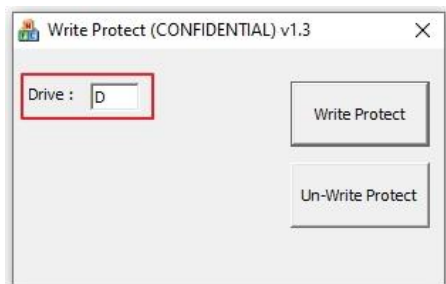 Write Protect (CONFIDENTIAL) v1.3
Drive : D
Write Protect
Un-Write Protect